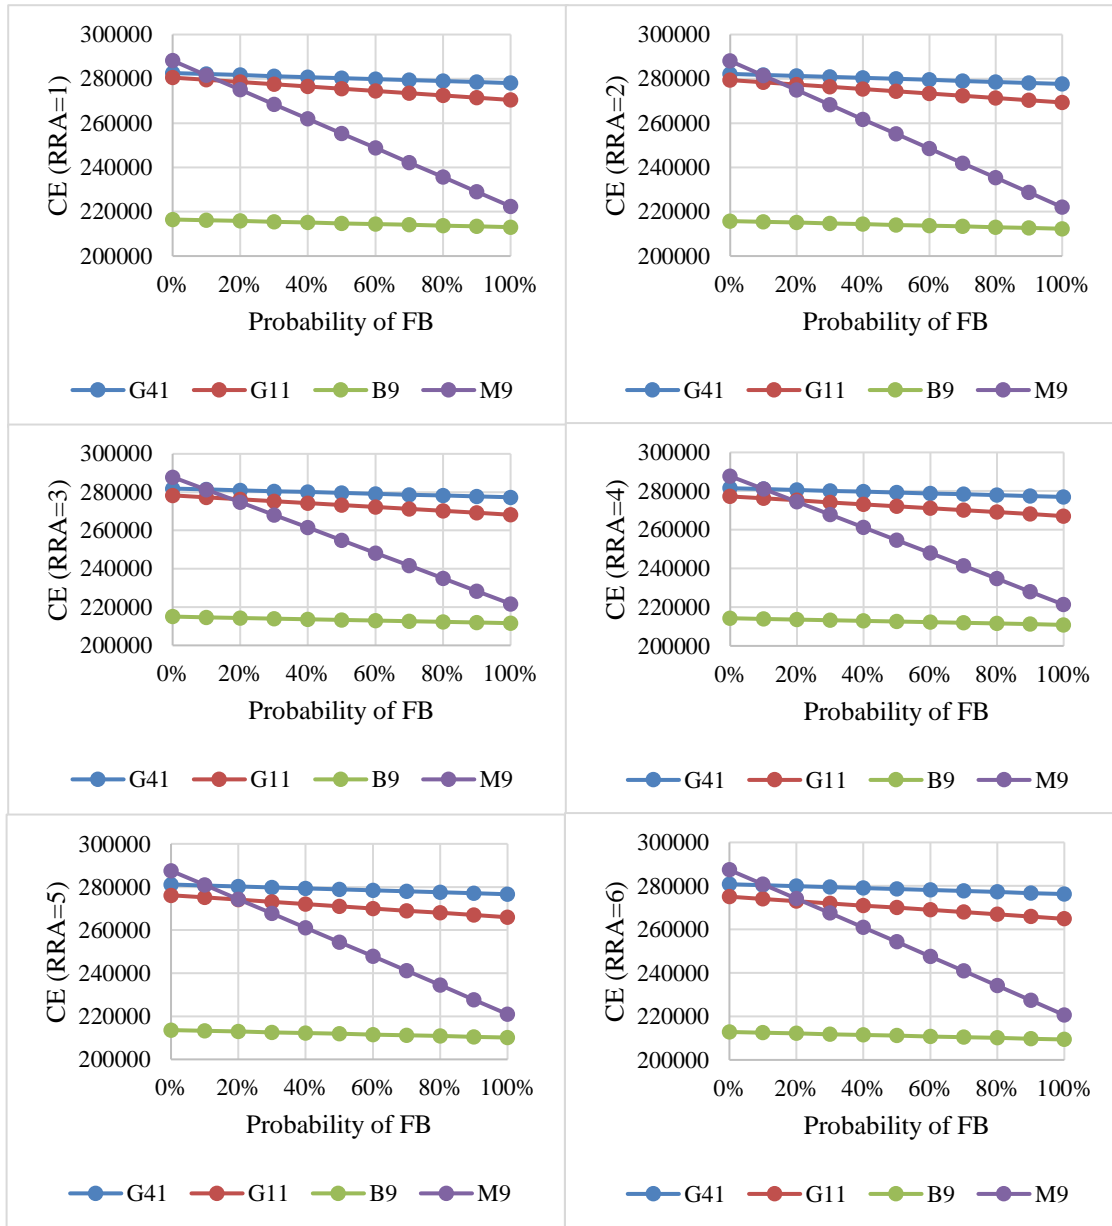 300000
280000
260000
240000
220000
200000
CE (RRA=1)
0% 20% 40% 60% 80% 100%
Probability of FB
G41 G11 B9 M9
300000
280000
260000
240000
220000
200000
CE (RRA=2)
0% 20% 40% 60% 80% 100%
Probability of FB
G41 G11 B9 M9
300000
280000
260000
240000
220000
200000
CE (RRA=3)
0% 20% 40% 60% 80% 100%
Probability of FB
G41 G11 B9 M9
300000
280000
260000
240000
220000
200000
CE (RRA=4)
0% 20% 40% 60% 80% 100%
Probability of FB
G41 G11 B9 M9
300000
280000
260000
240000
220000
200000
CE (RRA=5)
0% 20% 40% 60% 80% 100%
Probability of FB
G41 G11 B9 M9
300000
280000
260000
240000
220000
200000
CE (RRA=6)
0% 20% 40% 60% 80% 100%
Probability of FB
G41 G11 B9 M9